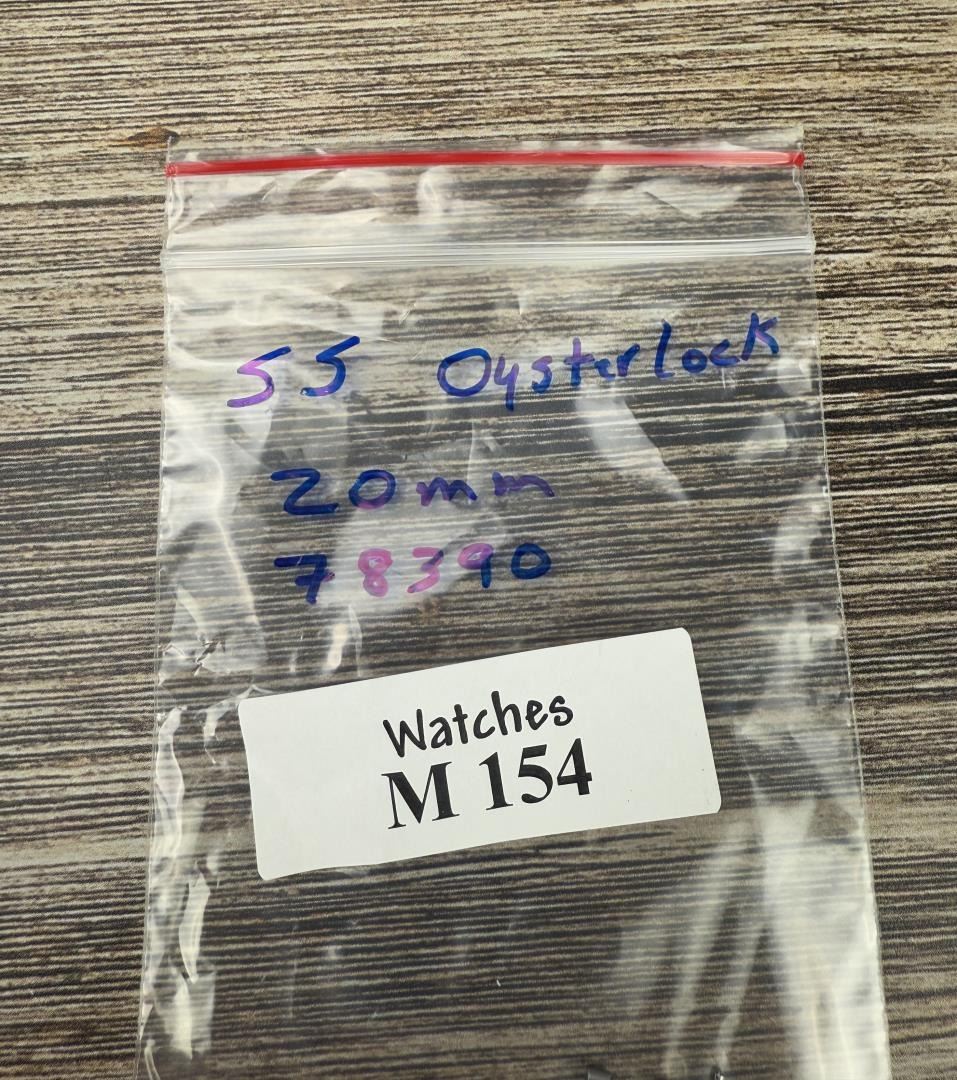 SS Oysterlock
20mm
78390
Watches
M 154